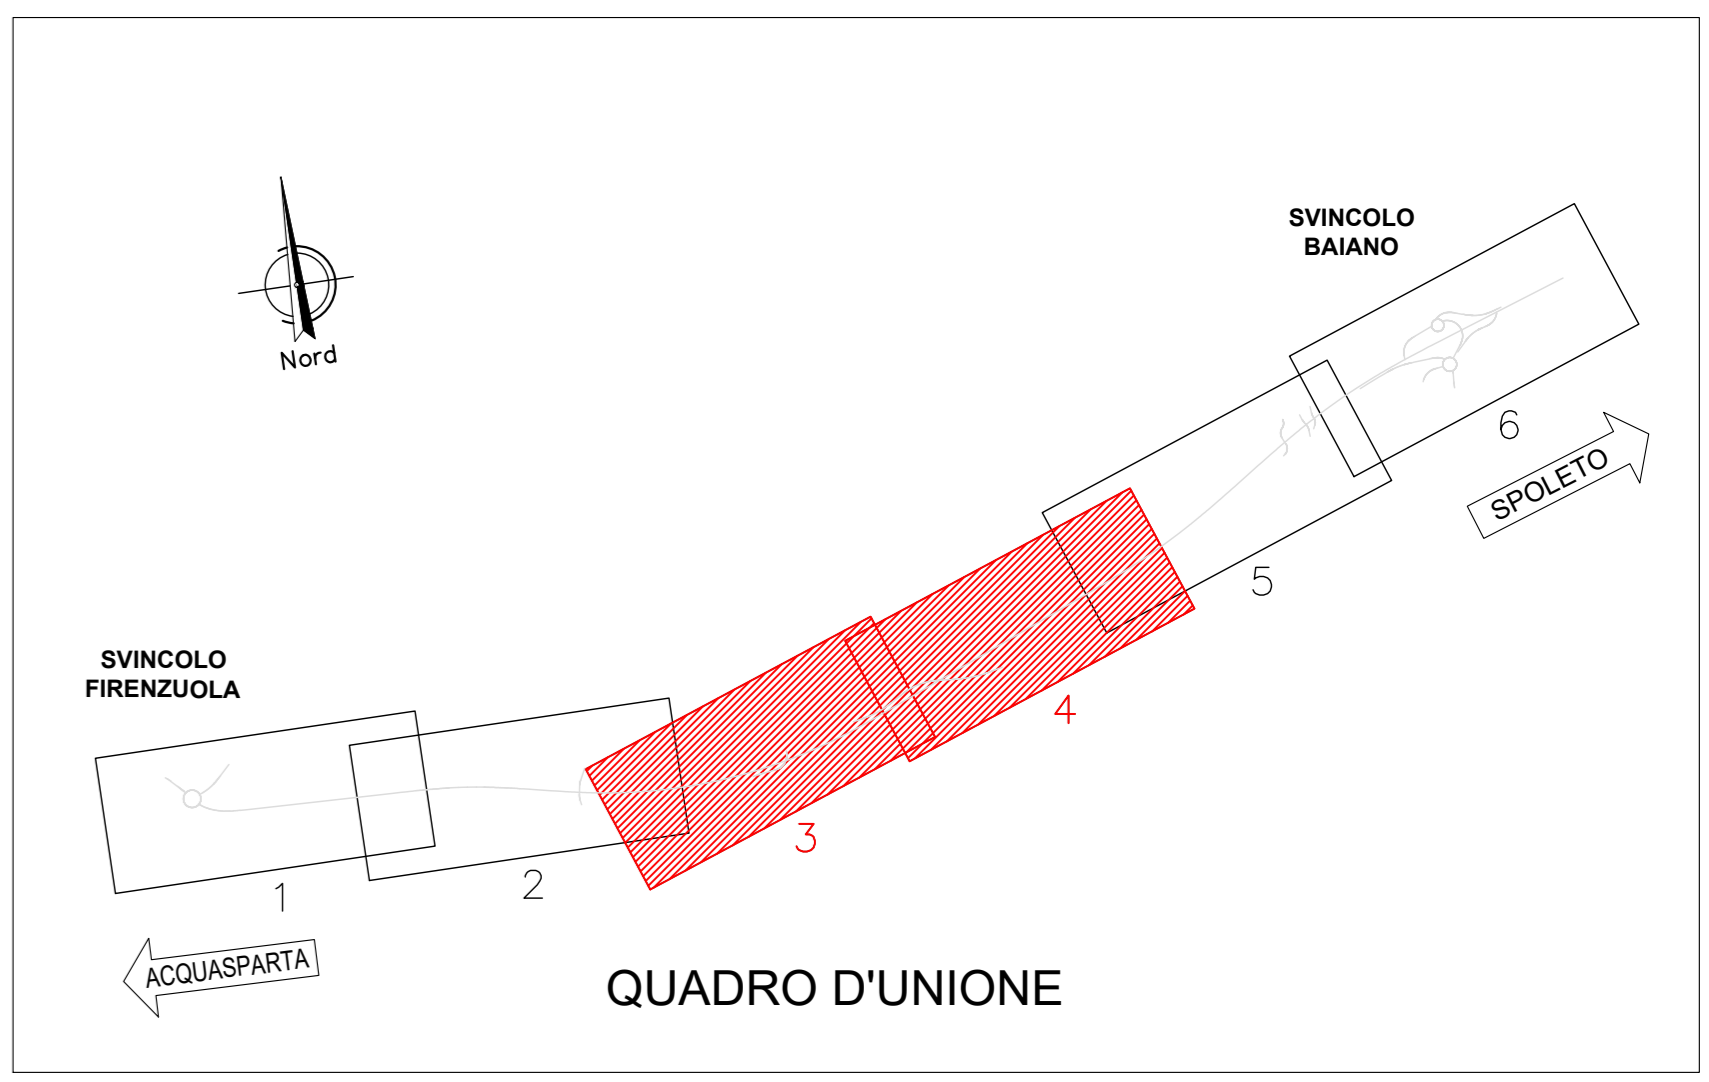 SVINCOLO
BAIANO
Nord
6
SPOLETO
5
SVINCOLO
FIRENZUOLA
4
3
2
1
ACQUASPARTA
QUADRO D'UNIONE